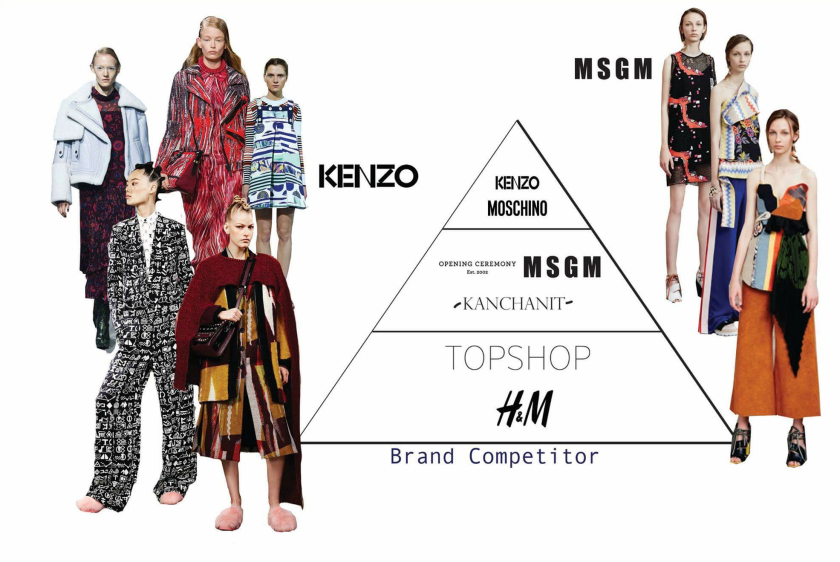 MSGM
KENZO
KENZO
MOSCHINO
OPENING CEREMONY
Est. 2002
MSGM
-KANCHANIT-
TOPSHOP
H&M
Brand Competitor